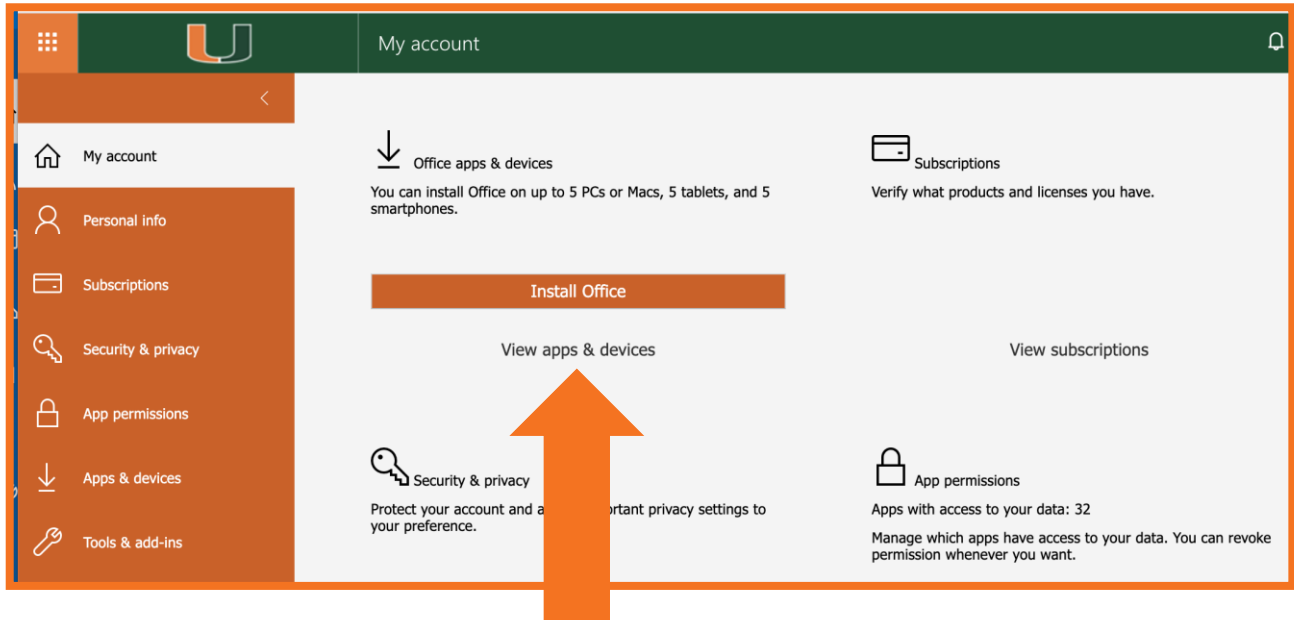 My account
My account
Personal info
Subscriptions
Security & privacy
App permissions
Apps & devices
Tools & add-ins
Office apps & devices
You can install Office on up to 5 PCs or Macs, 5 tablets, and 5
smartphones.
Install Office
View apps & devices
Subscriptions
Verify what products and licenses you have.
View subscriptions
Security & privacy
Protect your account and privacy settings to
your preference.
App permissions
Apps with access to your data: 32
Manage which apps have access to your data. You can revoke
permission whenever you want.